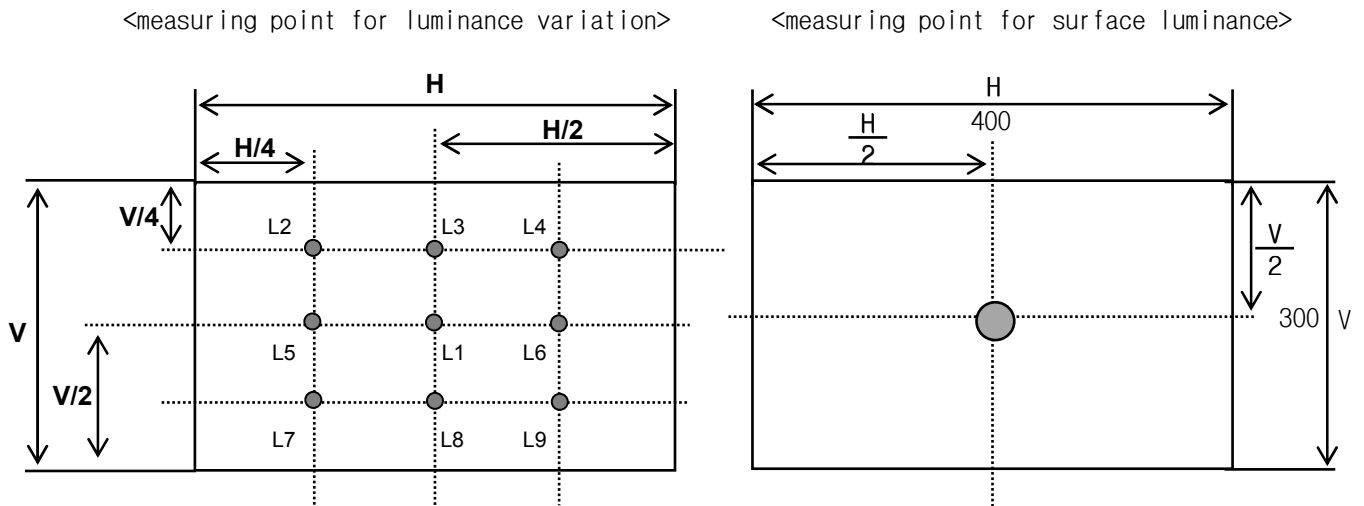 <measuring point for luminance variation>
<measuring point for surface luminance>
H
H/2
H/4
V/4
L2
L3
L4
V
L5
L1
L6
V/2
L7
L8
L9
H
400
H
2
V
2
300
V